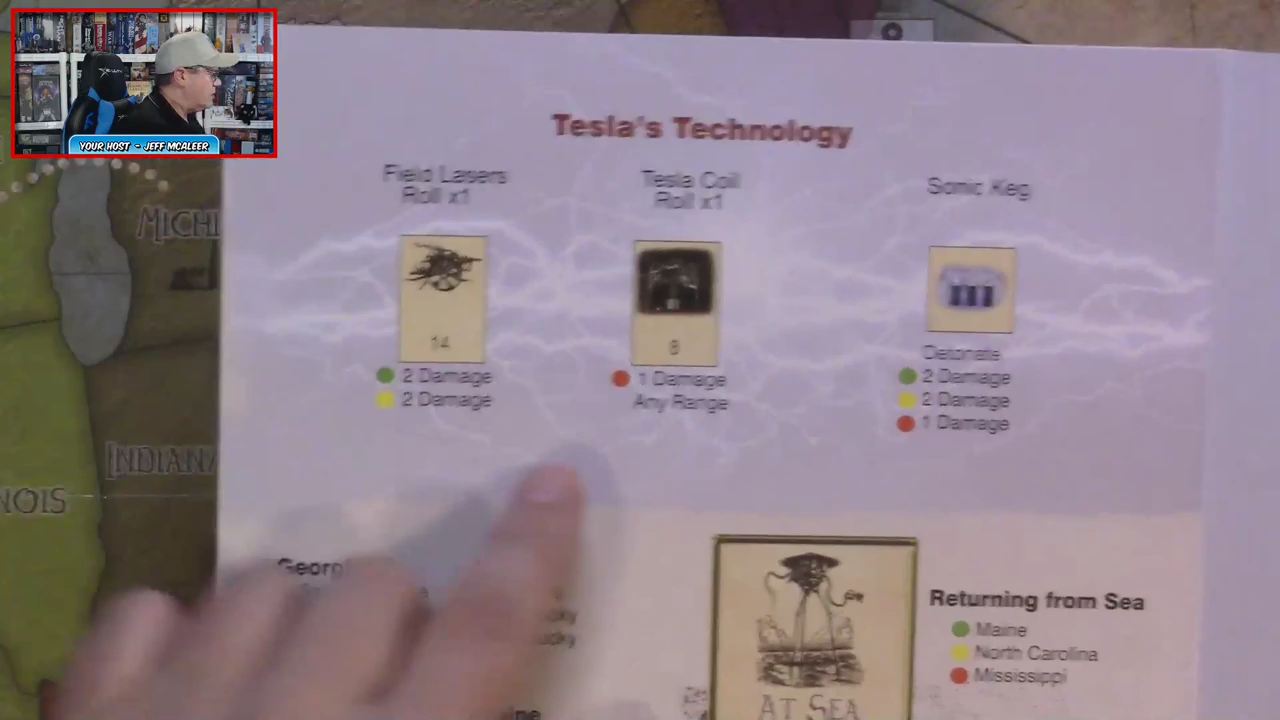 YOUR HOST - JEFF MCALEER
Tesla's Technology
Field Lasers
Roll x1
Tesla Coil
Roll x1
Sonic Keg
14
8
2 Damage
2 Damage
1 Damage
Any Range
Detonate
2 Damage
2 Damage
1 Damage
MICHI
INDIANA
NOIS
Georg
Returning from Sea
Maine
North Carolina
Mississippi
AT SEA